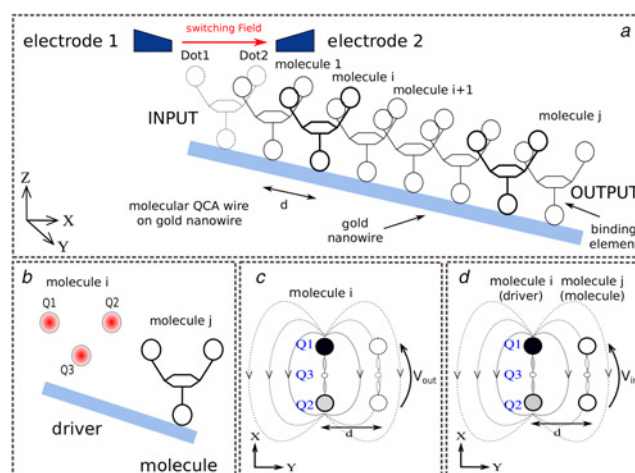 switching Field
a
electrode 1
electrode 2
Dot1
Dot2
molecule 1
molecule i
molecule i+1
molecule j
INPUT
OUTPUT
Z
X
Y
d
molecular QCA wire
on gold nanowire
gold
nanowire
binding
element
b
molecule i
Q1
Q2
Q3
molecule j
driver
molecule
c
molecule i
Q1
Q3
Q2
Vout
d
X
Y
d
molecule i
(driver)
molecule j
(molecule)
Q1
Q3
Q2
d
X
Y